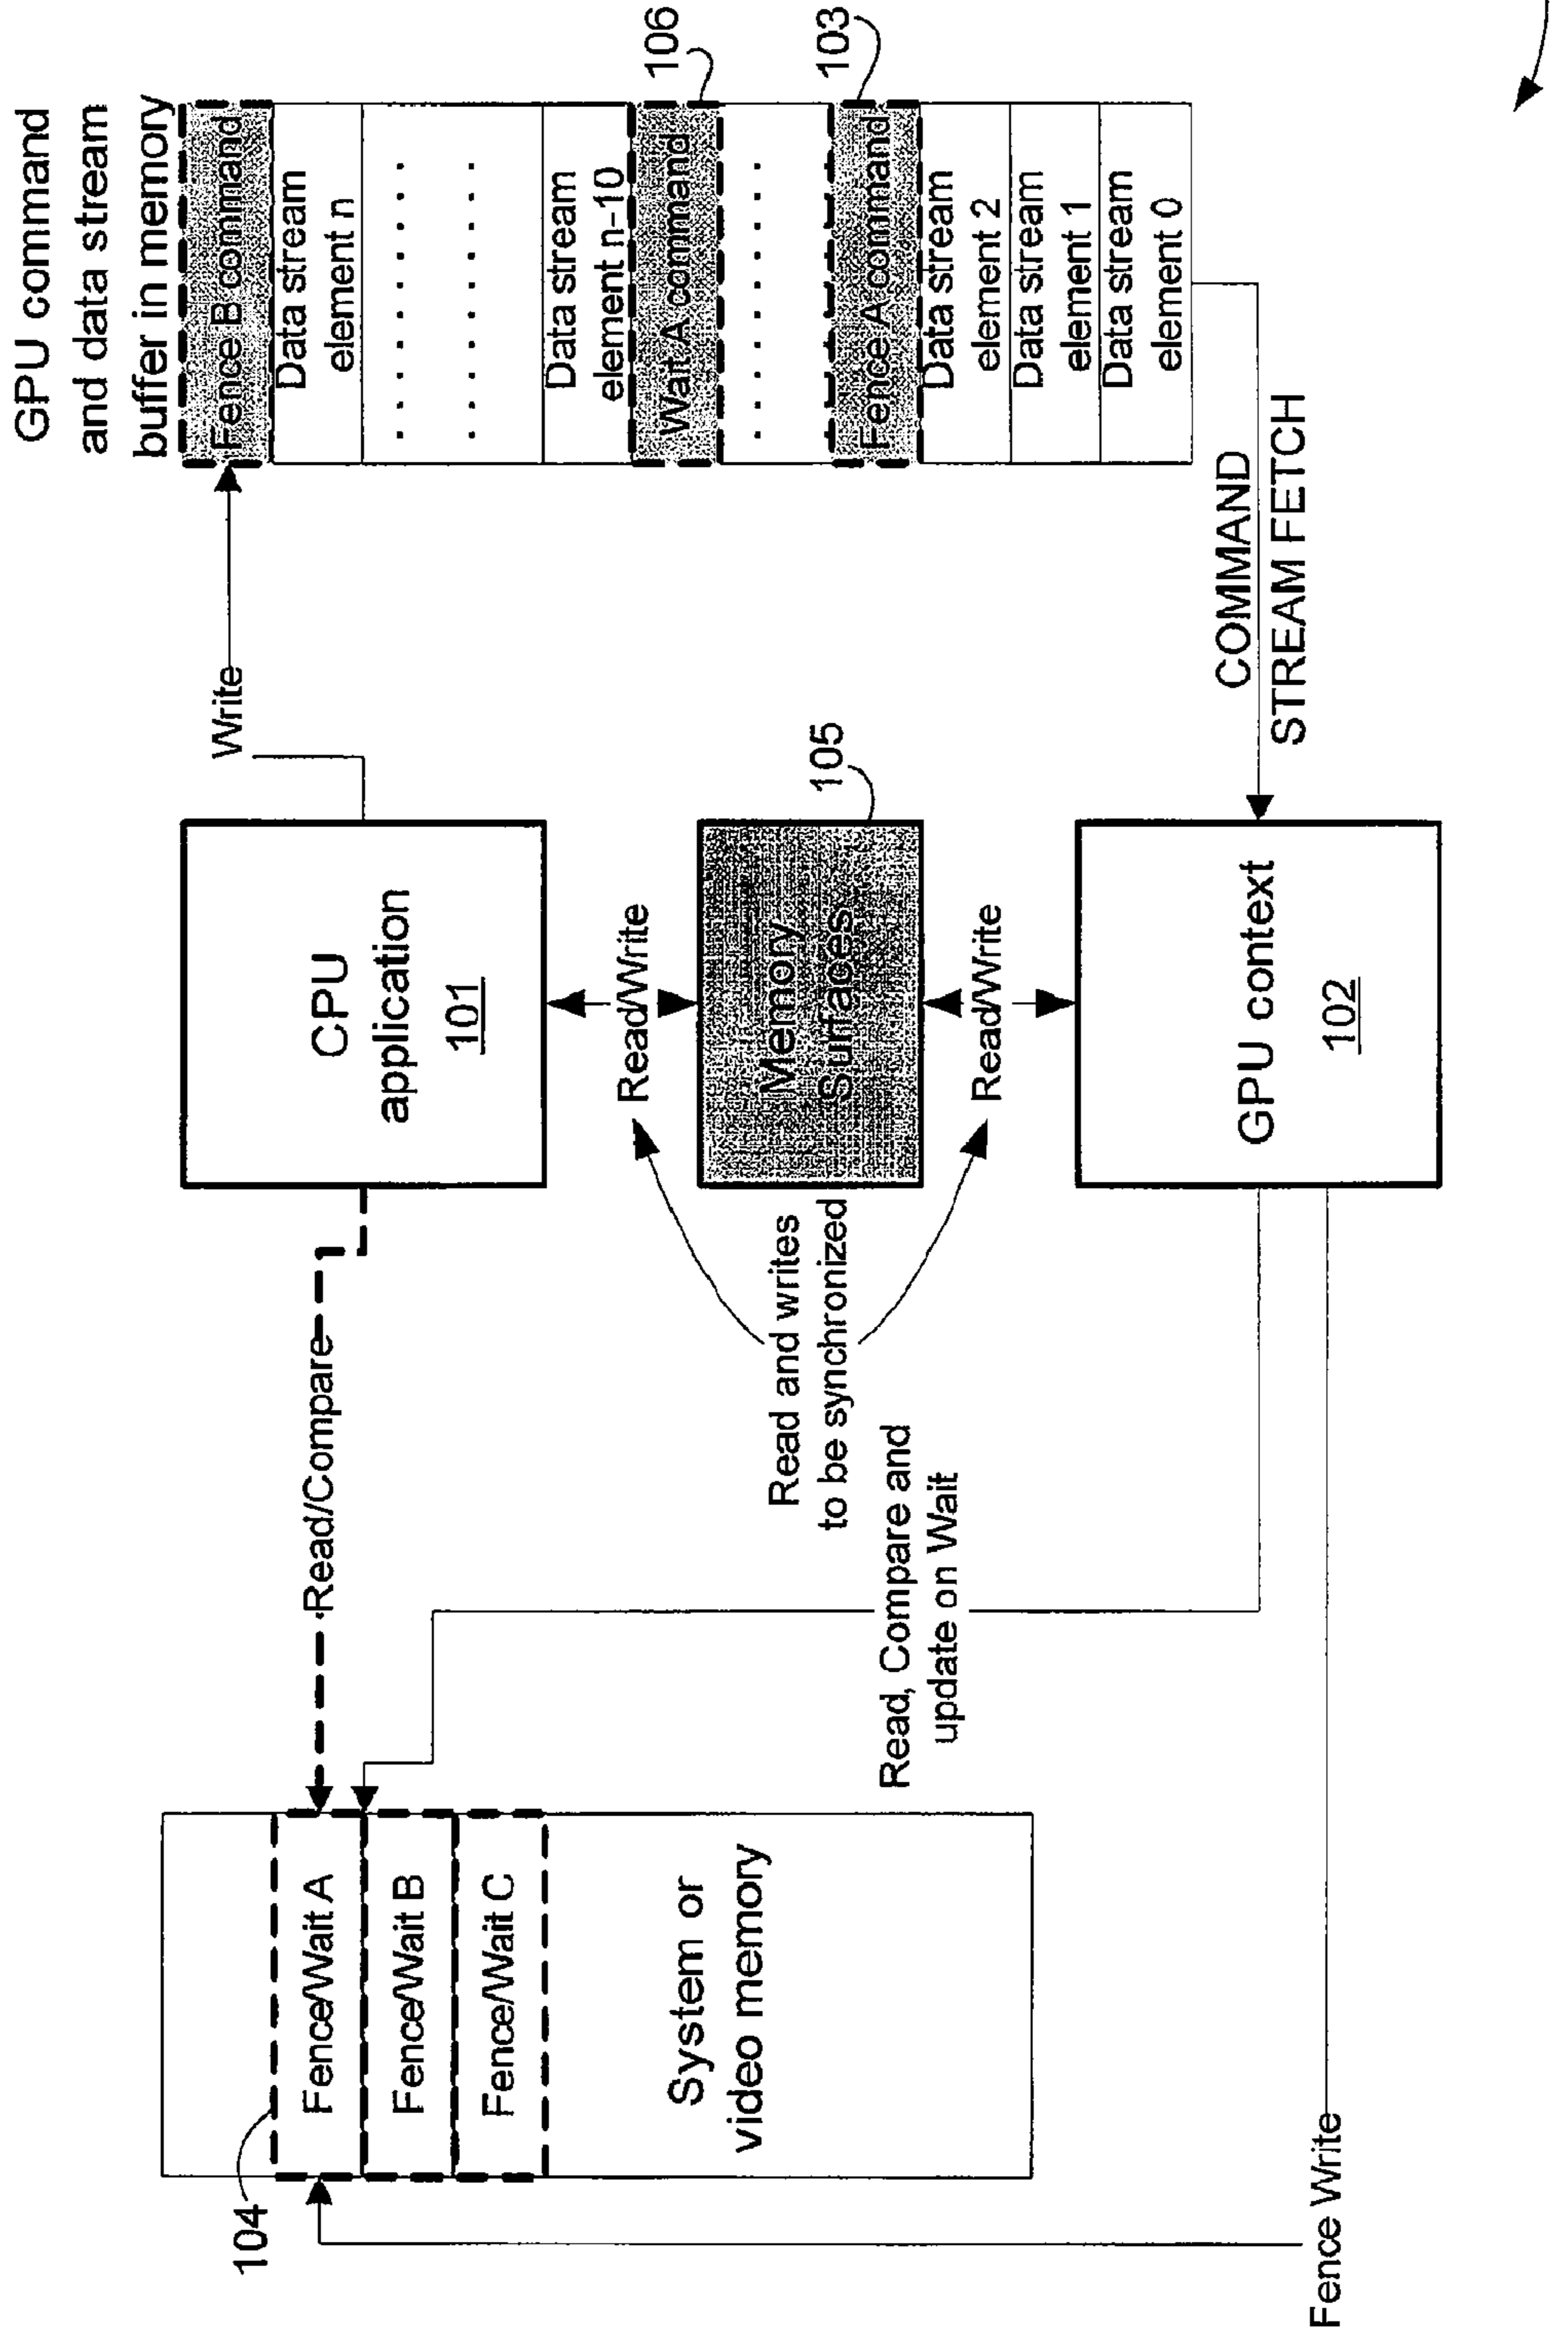 GPU command
and data stream
buffer in memory
Fence B command
Data stream
element n
Data stream
element n-10
Wait A command
106
Fence A command
103
Data stream
element 2
Data stream
element 1
Data stream
element 0
Write
COMMAND
STREAM FETCH
CPU
application
101
Read/Write
Memory
Surfaces
105
Read/Write
GPU context
102
Read/Compare
Read and writes
to be synchronized
Read, Compare and
update on Wait
104
Fence/Wait A
Fence/Wait B
Fence/Wait C
System or
video memory
Fence Write